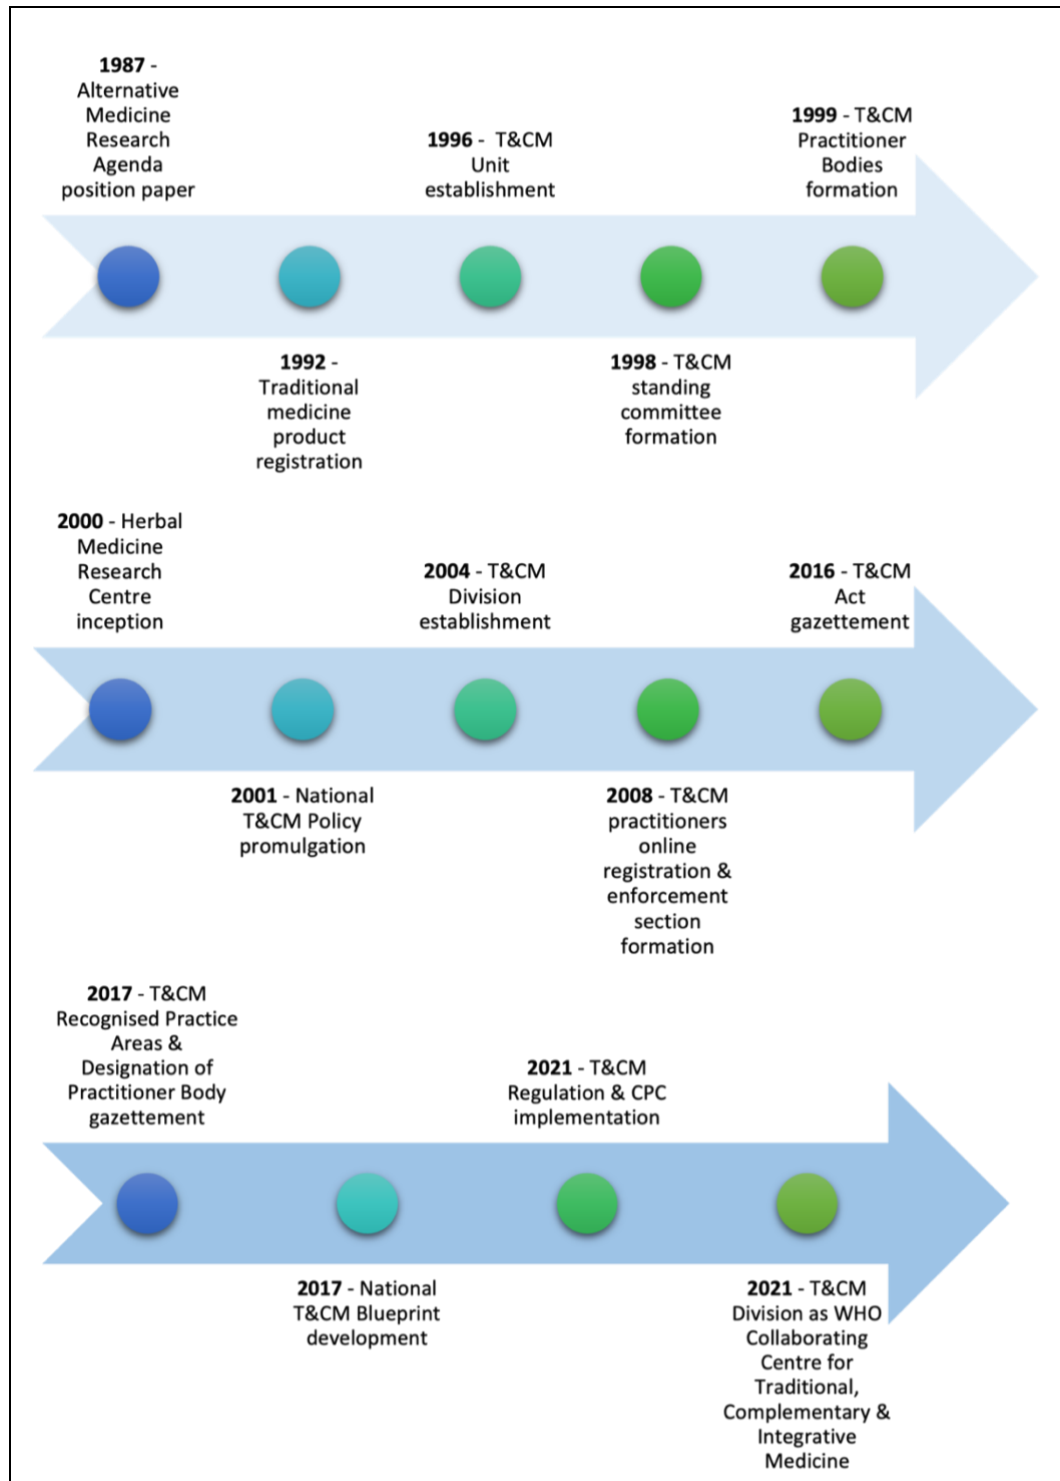 1987 -
Alternative
Medicine
Research
Agenda
position paper
1992 -
Traditional
medicine
product
registration
1996 - T&CM
Unit
establishment
1998 - T&CM
standing
committee
formation
1999 - T&CM
Practitioner
Bodies
formation
2000 - Herbal
Medicine
Research
Centre
inception
2001 - National
T&CM Policy
promulgation
2004 - T&CM
Division
establishment
2008 - T&CM
practitioners
online
registration &
enforcement
section
formation
2016 - T&CM
Act
gazettement
2017 - T&CM
Recognised Practice
Areas &
Designation of
Practitioner Body
gazettement
2017 - National
T&CM Blueprint
development
2021 - T&CM
Regulation & CPC
implementation
2021 - T&CM
Division as WHO
Collaborating
Centre for
Traditional,
Complementary &
Integrative
Medicine